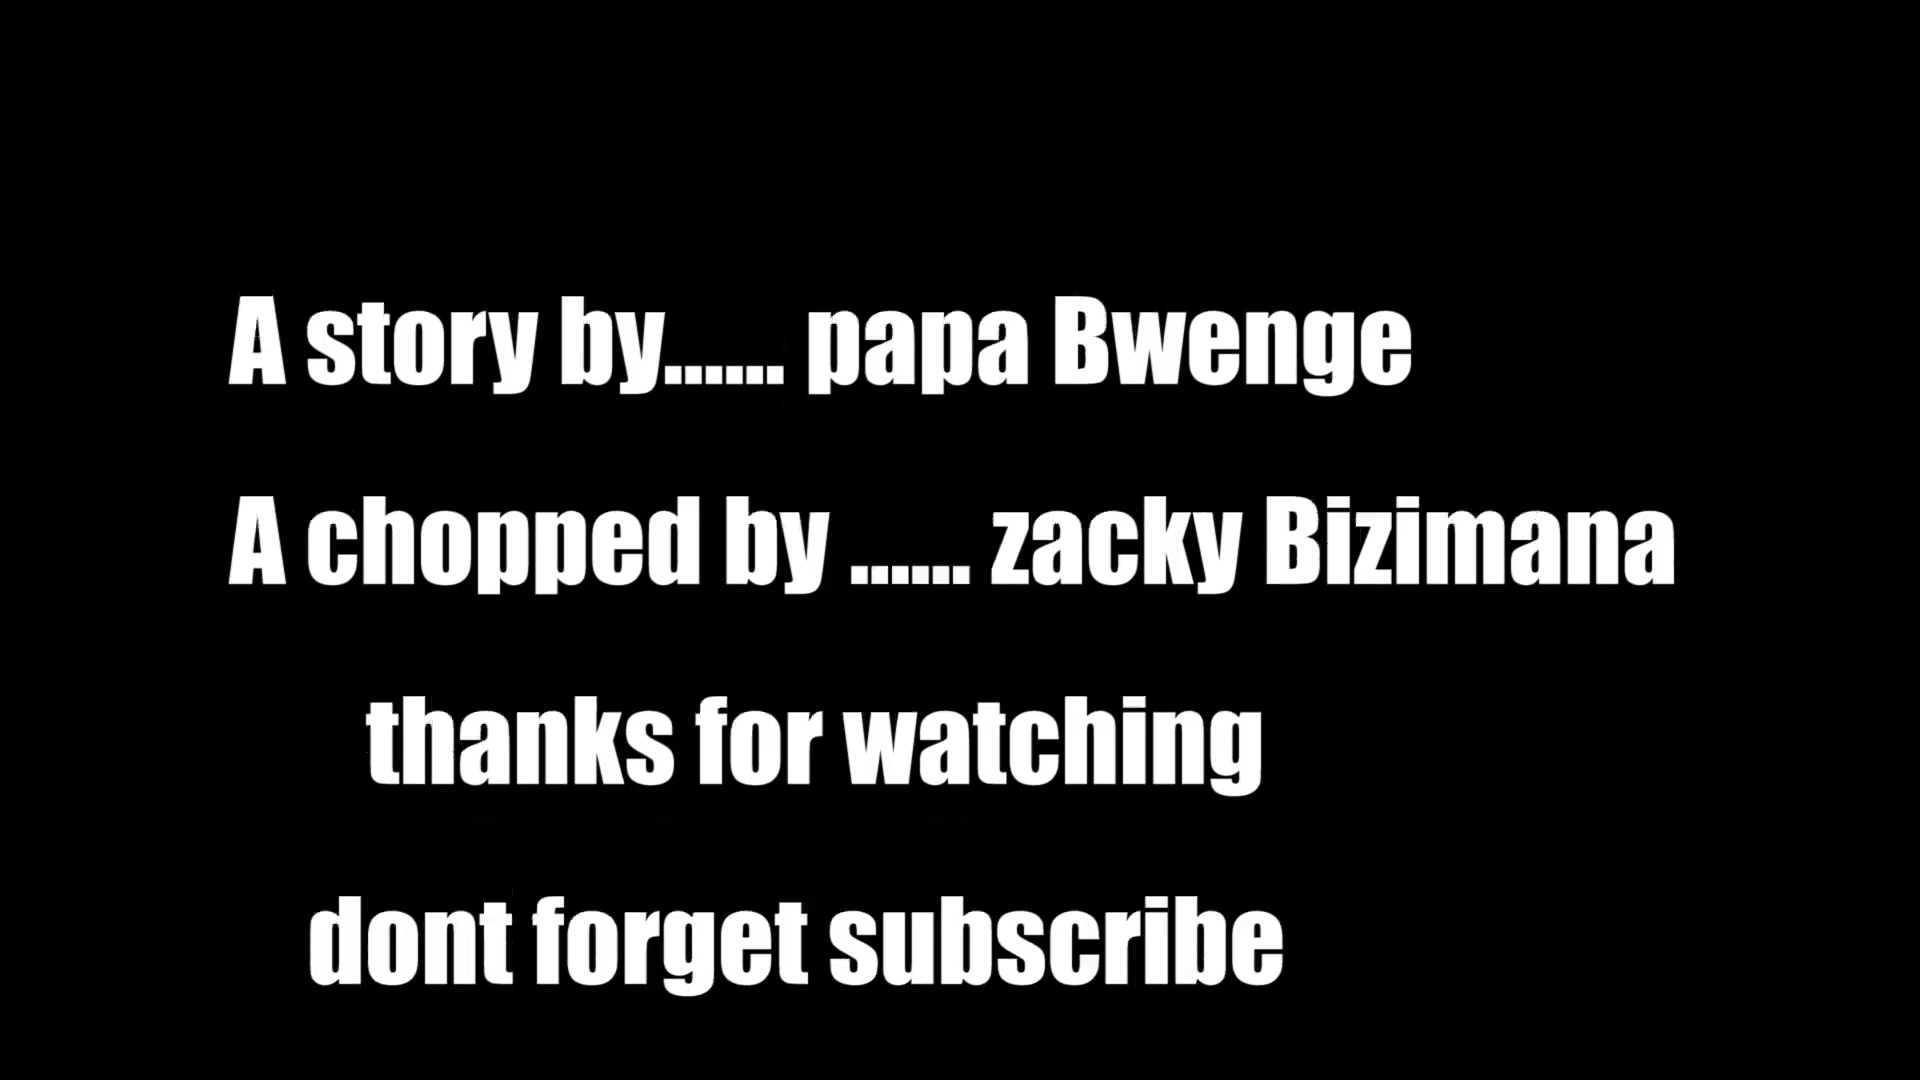 A story by...... papa Bwenge
A chopped by ...... zacky Bizimana
thanks for watching
dont forget subscribe